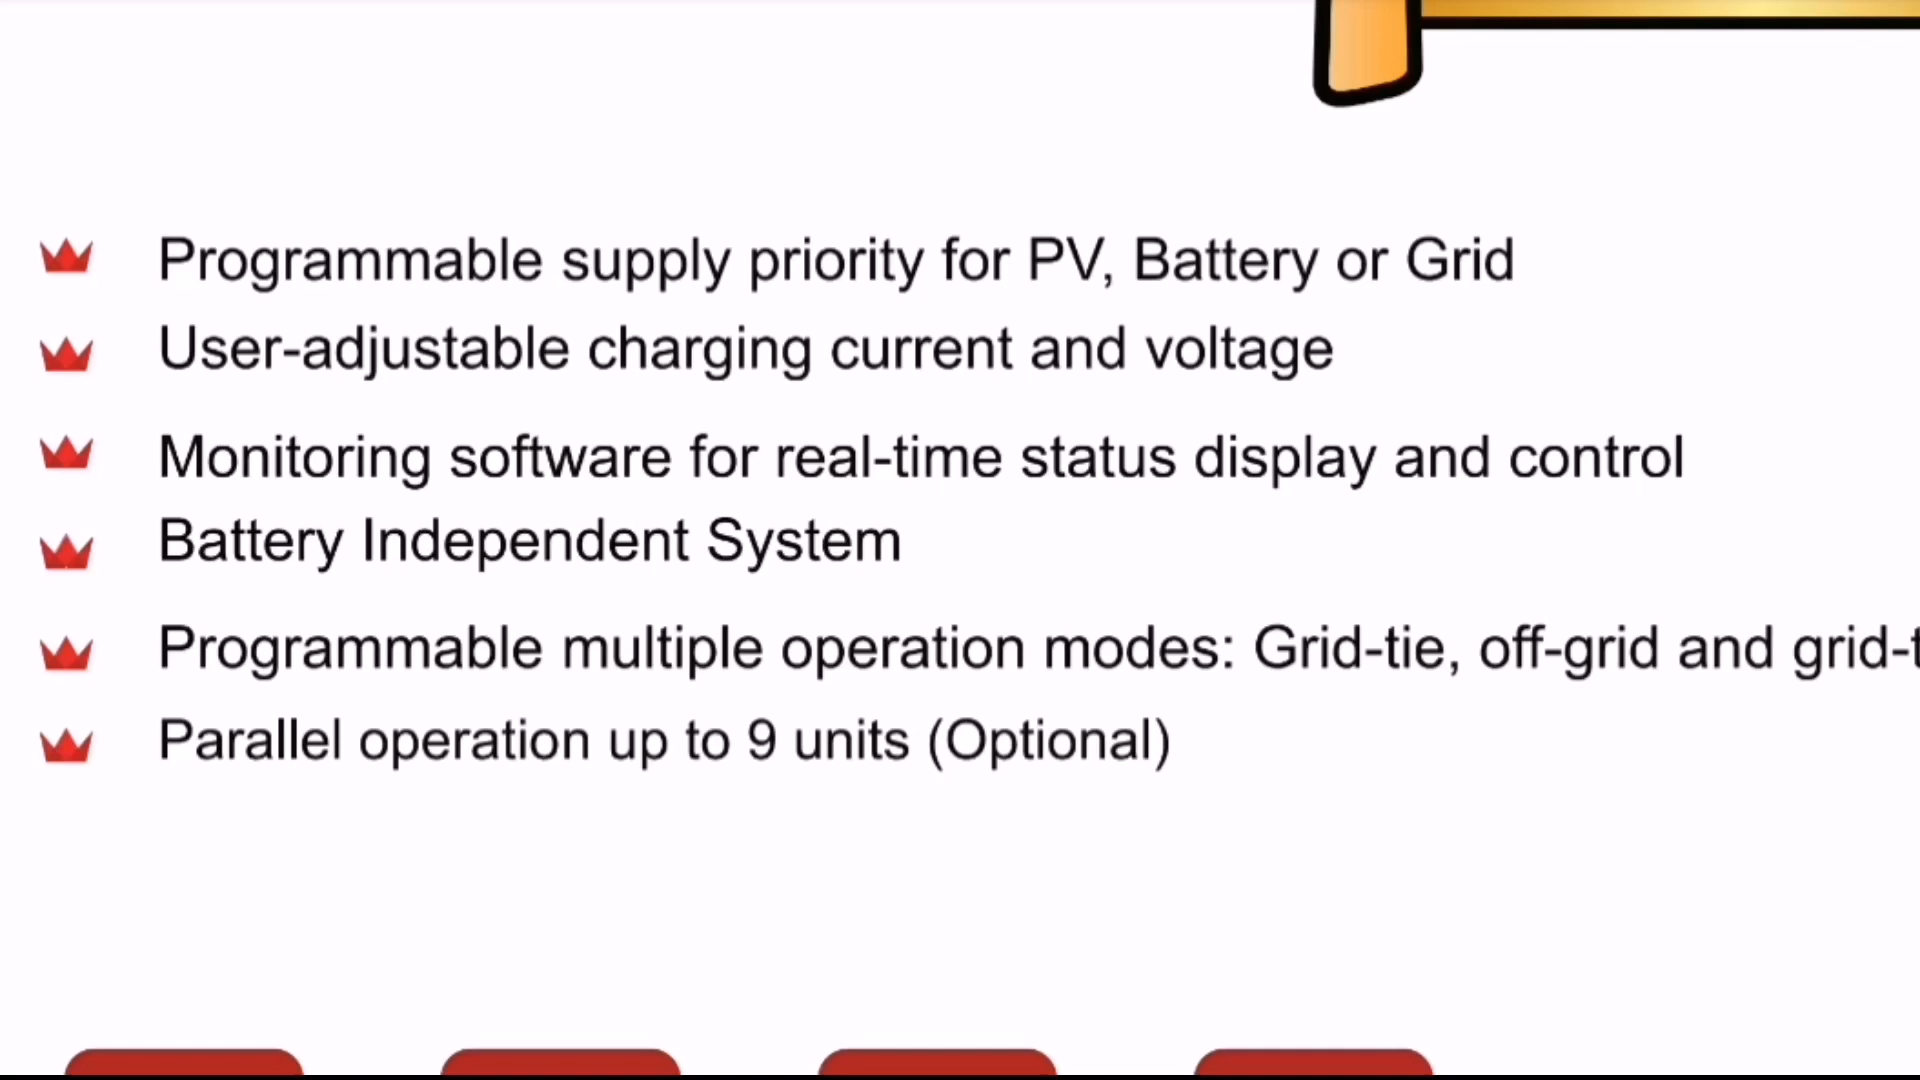 Programmable supply priority for PV, Battery or Grid
User-adjustable charging current and voltage
Monitoring software for real-time status display and control
Battery Independent System
Programmable multiple operation modes: Grid-tie, off-grid and
Parallel operation up to 9 units (Optional)